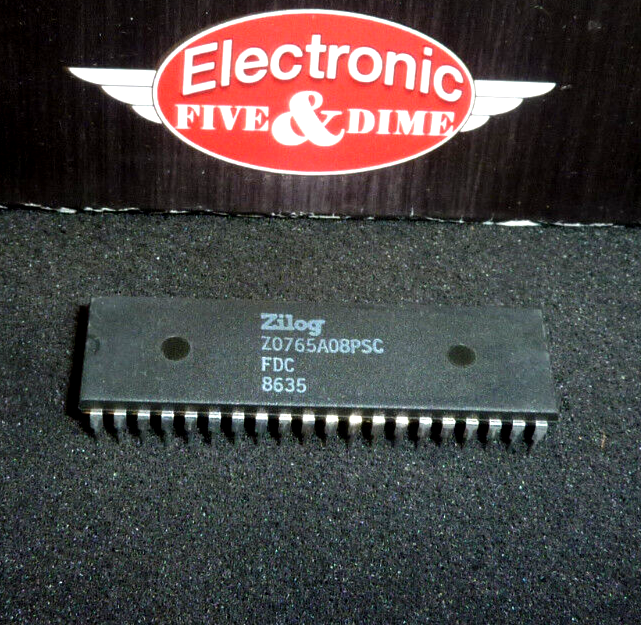 Electronic
FIVE & DIME
Zilog
Z0765A08PSC
FDC
8635